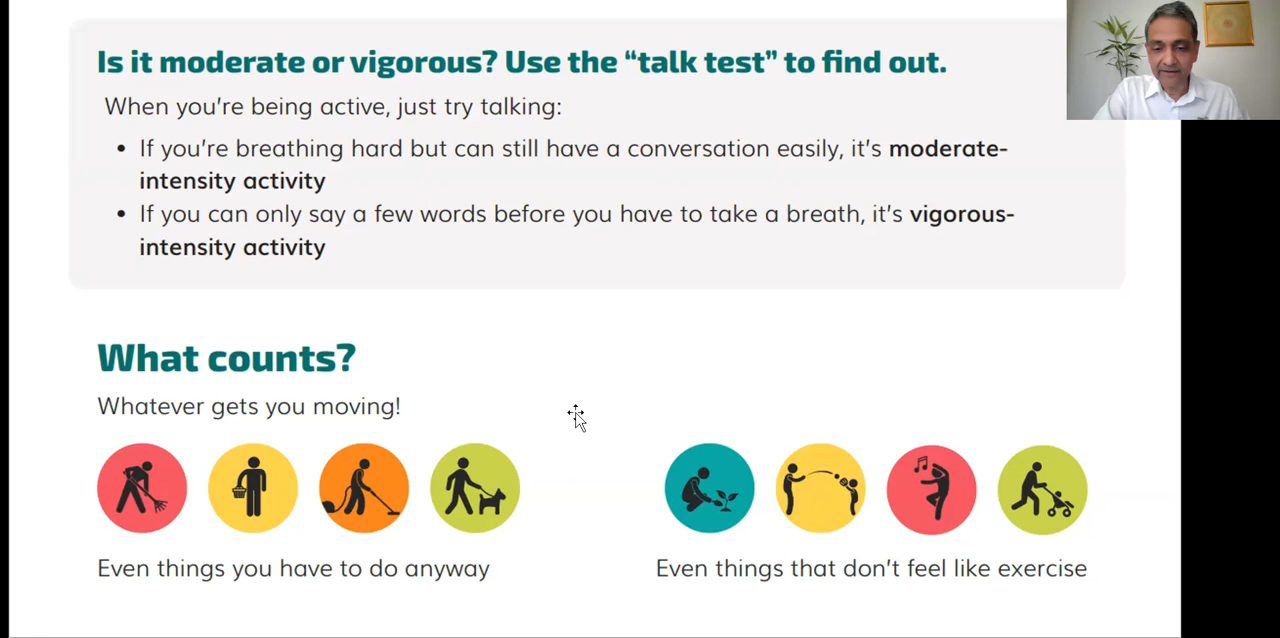 Is it moderate or vigorous? Use the “talk test” to find out.
When you’re being active, just try talking:
• If you’re breathing hard but can still have a conversation easily, it’s moderate-
intensity activity
• If you can only say a few words before you have to take a breath, it’s vigorous-
intensity activity
What counts?
Whatever gets you moving!
Even things you have to do anyway
Even things that don’t feel like exercise